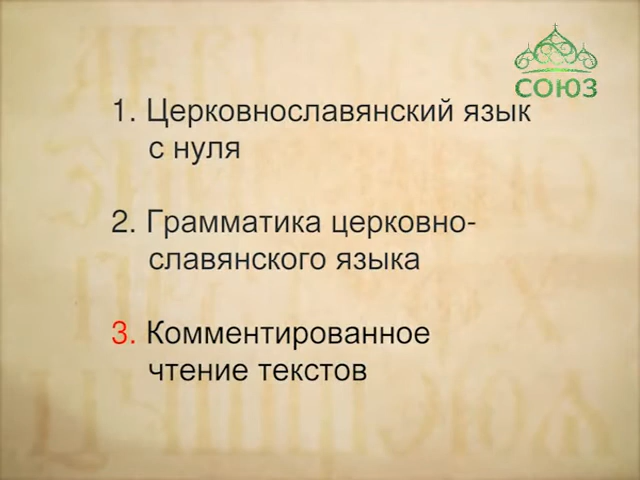 СОЮЗ
1. Церковнославянский язык
с нуля
2. Грамматика церковно-
славянского языка
3. Комментированное
чтение текстов